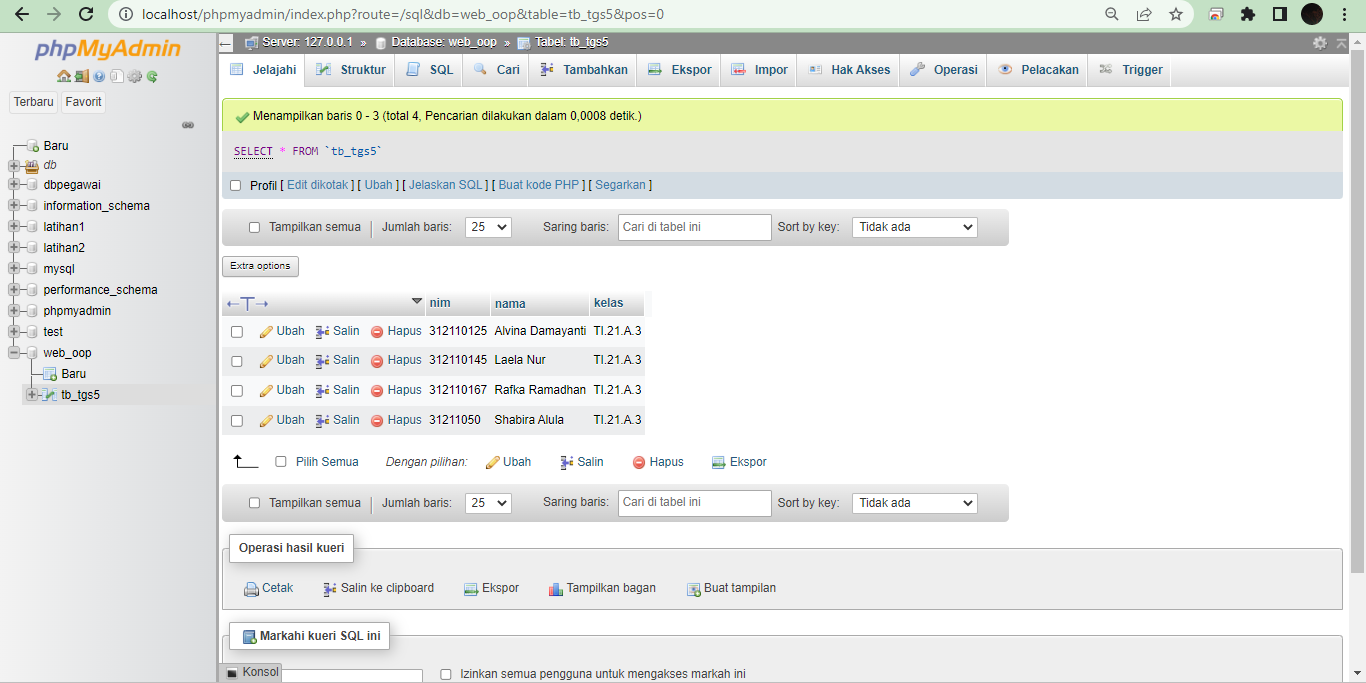 localhost/phpmyadmin/index.php?route=/sql&db=web_oop&table=tb_tgs5&pos=0
phpMyAdmin
Terbaru Favorit
Baru
db
dbpegawai
information_schema
latihan1
latihan2
mysql
performance_schema
phpmyadmin
test
web_oop
Baru
tb_tgs5
Server: 127.0.0.1 » Database: web_oop » Tabel: tb_tgs5
Jelajahi Struktur SQL Cari Tambahkan Ekspor Impor Hak Akses Operasi Pelacakan Trigger
Menampilkan baris 0 - 3 (total 4, Pencarian dilakukan dalam 0,0008 detik.)
SELECT * FROM `tb_tgs5`
Profil [ Edit dikotak ] [ Ubah ] [ Jelaskan SQL ] [ Buat kode PHP ] [ Segarkan ]
Tampilkan semua Jumlah baris: 25 Saring baris: Cari di tabel ini Sort by key: Tidak ada
Extra options
←T→ nim nama kelas
Ubah Salin Hapus 312110125 Alvina Damayanti TI.21.A.3
Ubah Salin Hapus 312110145 Laela Nur TI.21.A.3
Ubah Salin Hapus 312110167 Rafka Ramadhan TI.21.A.3
Ubah Salin Hapus 31211050 Shabira Alula TI.21.A.3
Pilih Semua Dengan pilihan: Ubah Salin Hapus Ekspor
Tampilkan semua Jumlah baris: 25 Saring baris: Cari di tabel ini Sort by key: Tidak ada
Operasi hasil kueri
Cetak Salin ke clipboard Ekspor Tampilkan bagan Buat tampilan
Markahi kueri SQL ini
Konsol Izinkan semua pengguna untuk mengakses markah ini